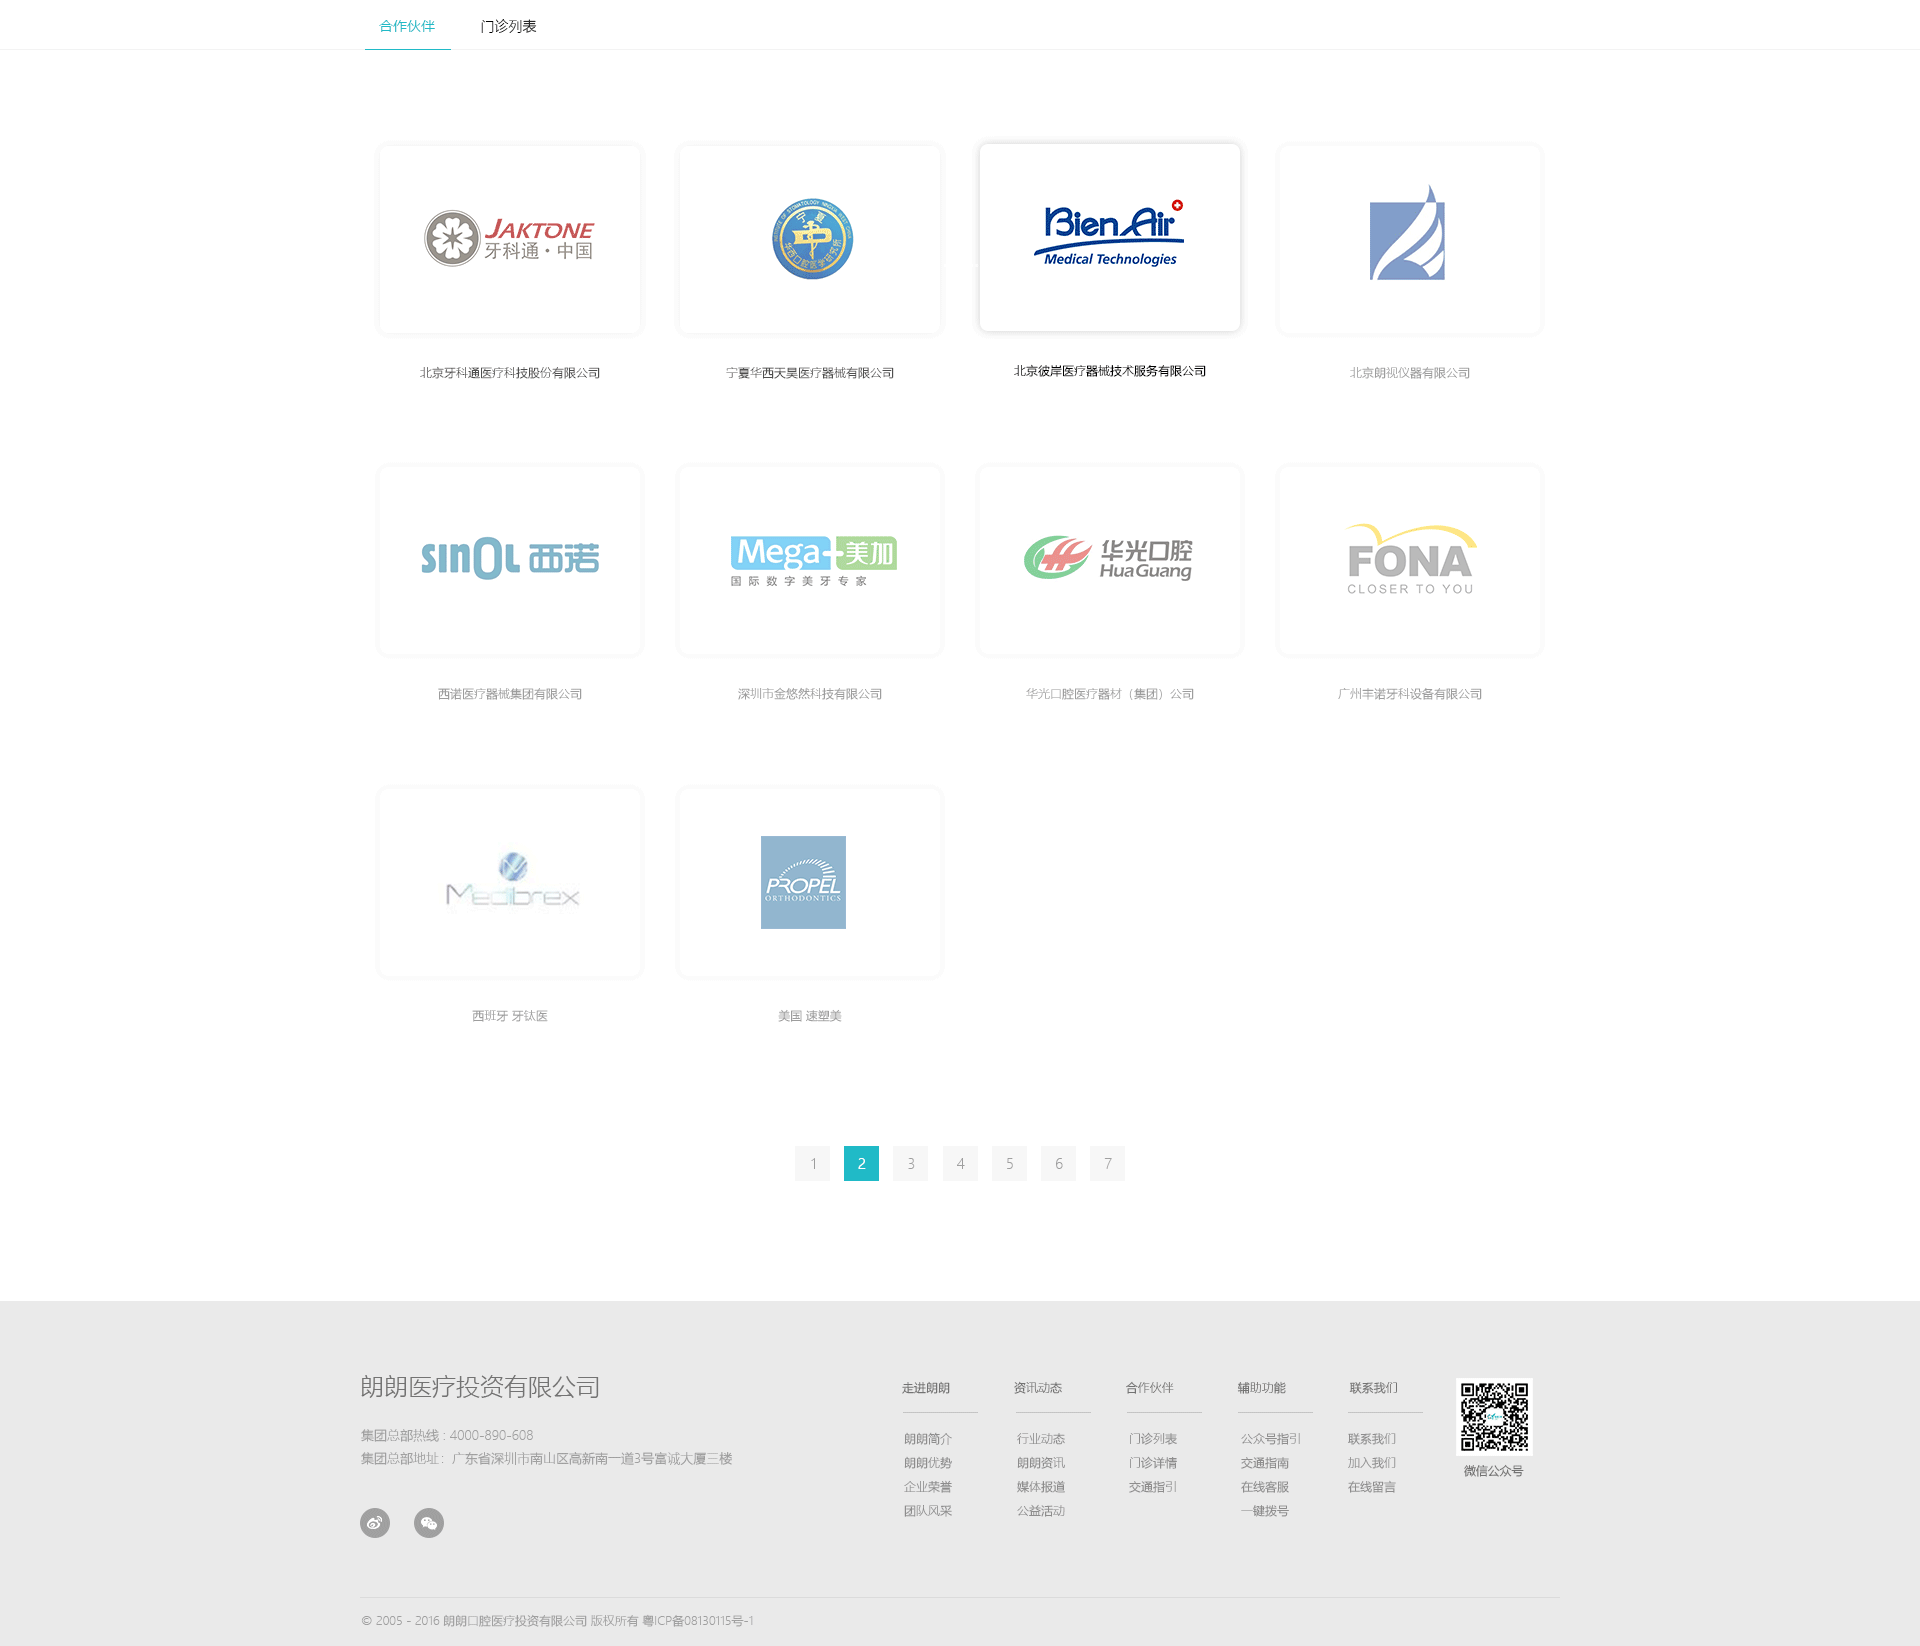 合作伙伴
门诊列表
JAKTONE
牙科通·中国
宁夏
华西口腔医学研究所
Bien Air
Medical Technologies
北京牙科通医疗科技股份有限公司
宁夏华西天昊医疗器械有限公司
北京彼岸医疗器械技术服务有限公司
北京朗视仪器有限公司
SINOL 西诺
Mega+美加
国际数字美牙专家
华光口腔
HuaGuang
FONA
CLOSER TO YOU
西诺医疗器械集团有限公司
深圳市金悠然科技有限公司
华光口腔医疗器材（集团）公司
广州丰诺牙科设备有限公司
Medibrex
PROPEL
ORTHODONTICS
西班牙 牙钛医
美国 速塑美
1
2
3
4
5
6
7
朗朗医疗投资有限公司
集团总部热线 : 4000-890-608
集团总部地址 : 广东省深圳市南山区高新南一道3号富诚大厦三楼
走进朗朗
朗朗简介
朗朗优势
企业荣誉
团队风采
资讯动态
行业动态
朗朗资讯
媒体报道
公益活动
合作伙伴
门诊列表
门诊详情
交通指引
辅助功能
公众号指引
交通指南
在线客服
一键拨号
联系我们
联系我们
加入我们
在线留言
微信公众号
© 2005 - 2016 朗朗口腔医疗投资有限公司 版权所有 粤ICP备08130115号-1